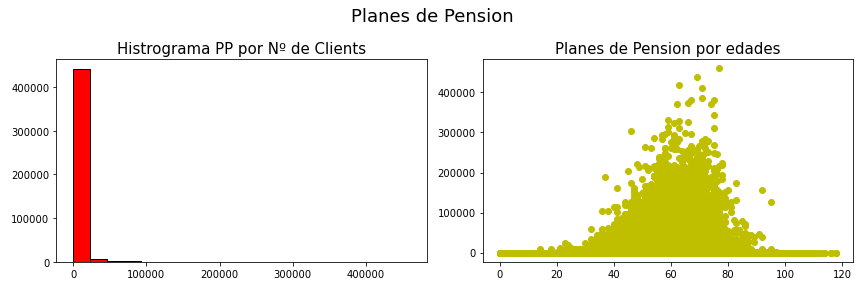 Planes de Pension
Histrograma PP por Nº de Clients
400000
300000
200000
100000
0
0 100000 200000 300000 400000
Planes de Pension por edades
400000
300000
200000
100000
0
0 20 40 60 80 100 120